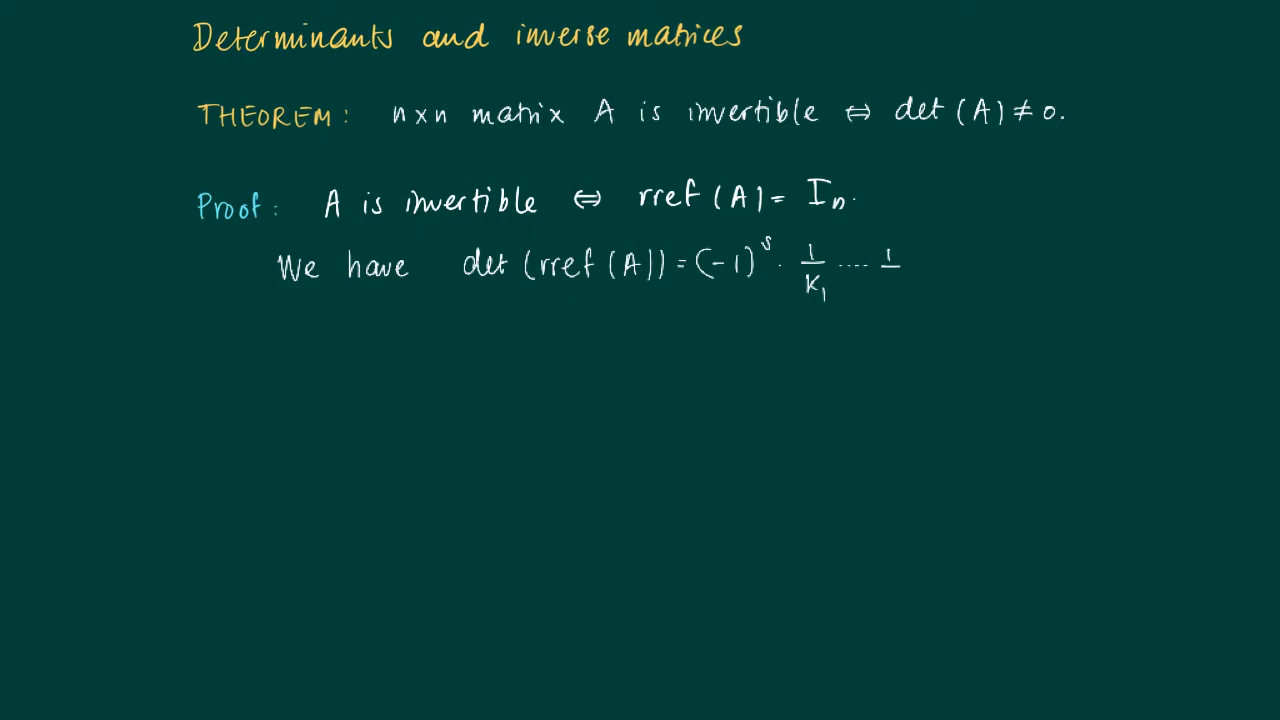 Determinants and inverse matrices
THEOREM: n×n matrix A is invertible ⇔ det (A) ≠ 0.
Proof: A is invertible ⇔ rref (A) = In.
We have det (rref (A)) = (-1)^s · 1/K1 .... 1/